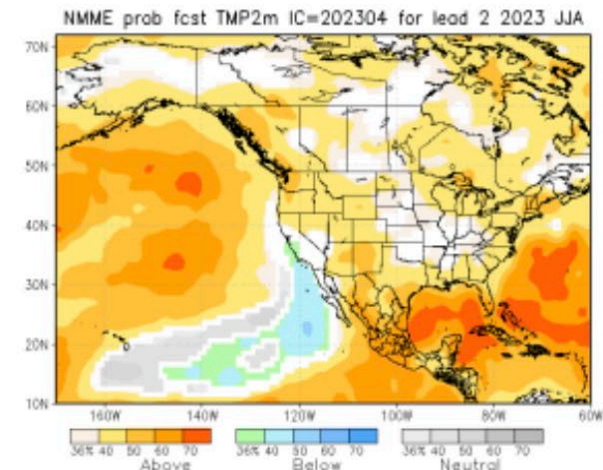 NMME prob fcst TMP2m IC=202304 for lead 2 2023 JJA
70N
60N
50N
40N
30N
20N
10N
160W 140W 120W 100W 80W 60W
36% 40 50 60 70 36% 40 50 60 70 36% 40 50 60 70
Above Below Neutral